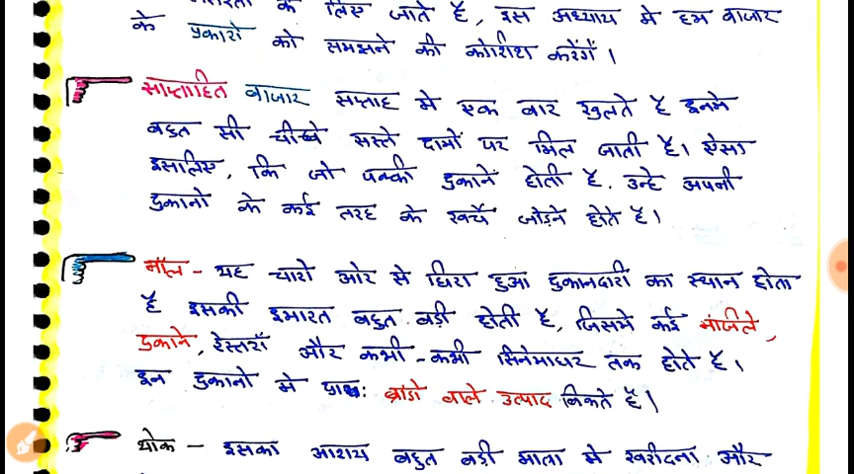 के लिए जाते है, इस अध्याय मे हम बाजार
के प्रकारो को समझने की कोशिश करेंगें।
साप्ताहित बाजार सप्ताह मे एक बार खुलते है इनमे
बहुत सी चीजे सस्ते दामों पर मिल जाती है। ऐसा
इसलिए, कि जो पक्की दुकानें होती है, उन्हे अपनी
दुकानो के कई तरह के खर्चे जोड़ने होते है।
मॉल - यह चारो ओर से घिरा हुआ दुकानदारी का स्थान होता
है इसकी इमारत बहुत बड़ी होती है, जिसमे कई मंजिले,
दुकाने, रेस्तरॉ और कभी-कभी सिनेमाघर तक होते है।
इन दुकानो मे प्राय: ब्रांडो वाले उत्पाद बिकते है।
थोक - इसका आशय बहुत बड़ी मात्रा मे खरीदना और